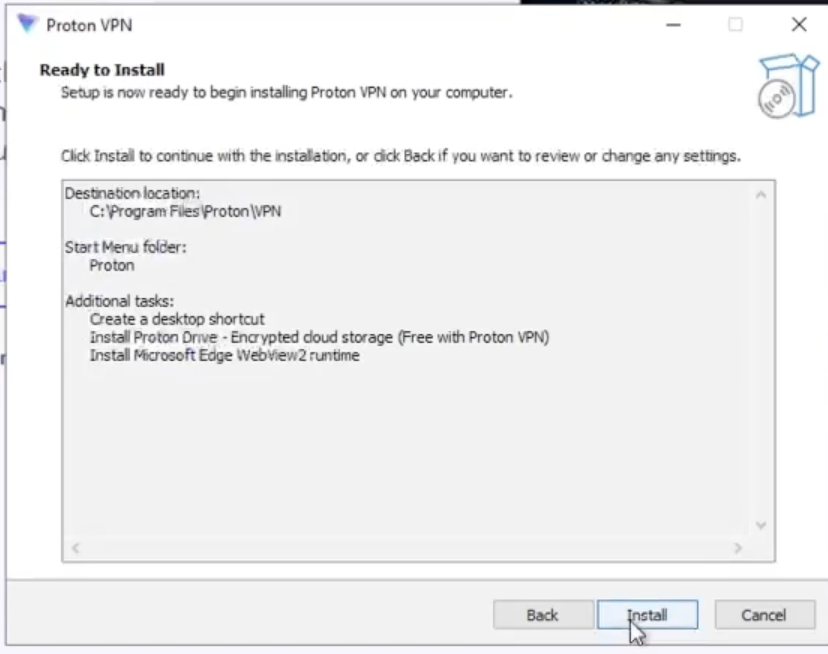 Proton VPN
Ready to Install
Setup is now ready to begin installing Proton VPN on your computer.
Click Install to continue with the installation, or click Back if you want to review or change any settings.
Destination location:
C:\Program Files\Proton\VPN
Start Menu folder:
Proton
Additional tasks:
Create a desktop shortcut
Install Proton Drive - Encrypted cloud storage (Free with Proton VPN)
Install Microsoft Edge WebView2 runtime
Back
Install
Cancel